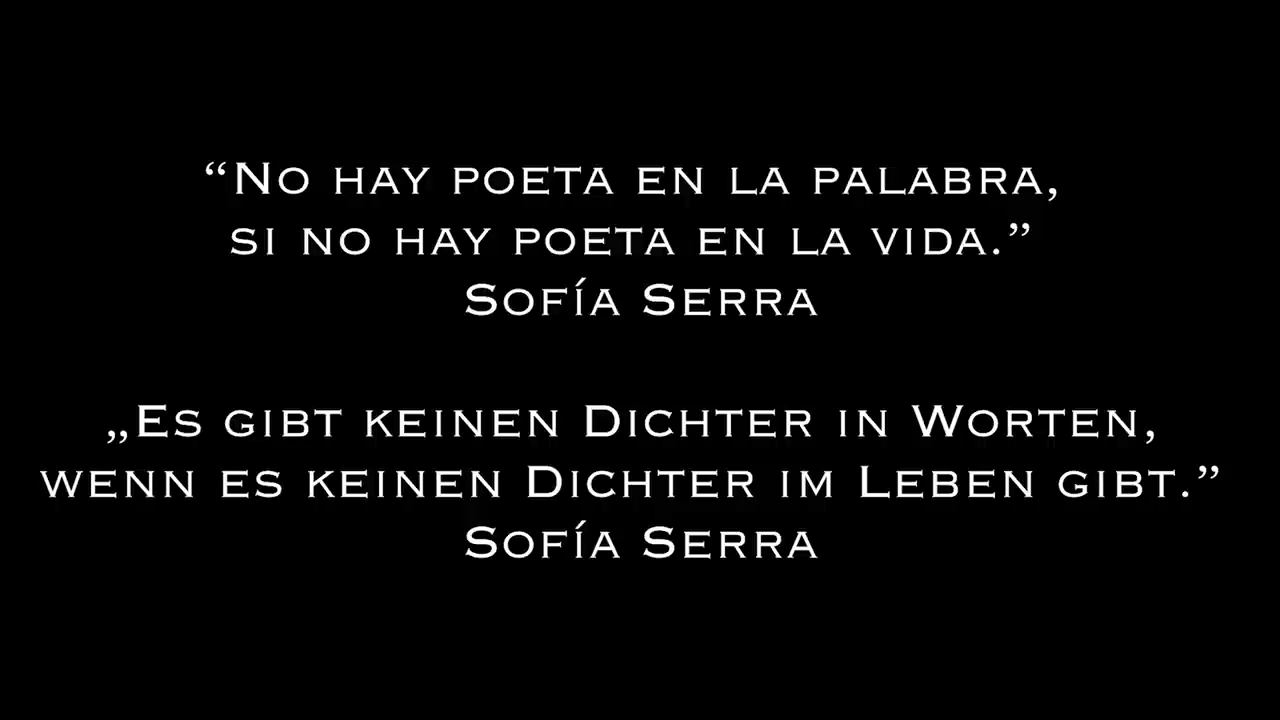 “No hay poeta en la palabra,
si no hay poeta en la vida.”
Sofía Serra
„Es gibt keinen Dichter in Worten,
wenn es keinen Dichter im Leben gibt.”
Sofía Serra